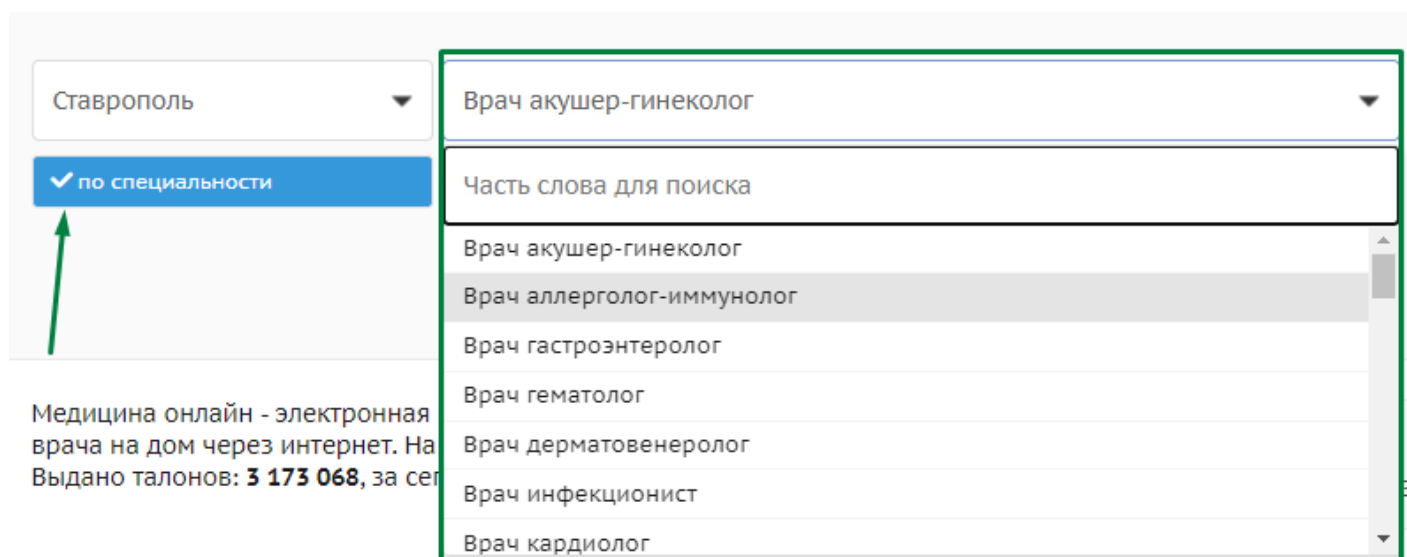 Ставрополь
Врач акушер-гинеколог
по специальности
Часть слова для поиска
Врач акушер-гинеколог
Врач аллерголог-иммунолог
Врач гастроэнтеролог
Врач гематолог
Врач дерматовенеролог
Врач инфекционист
Врач кардиолог
Медицина онлайн - электронная
врача на дом через интернет. На
Выдано талонов: 3 173 068, за сег